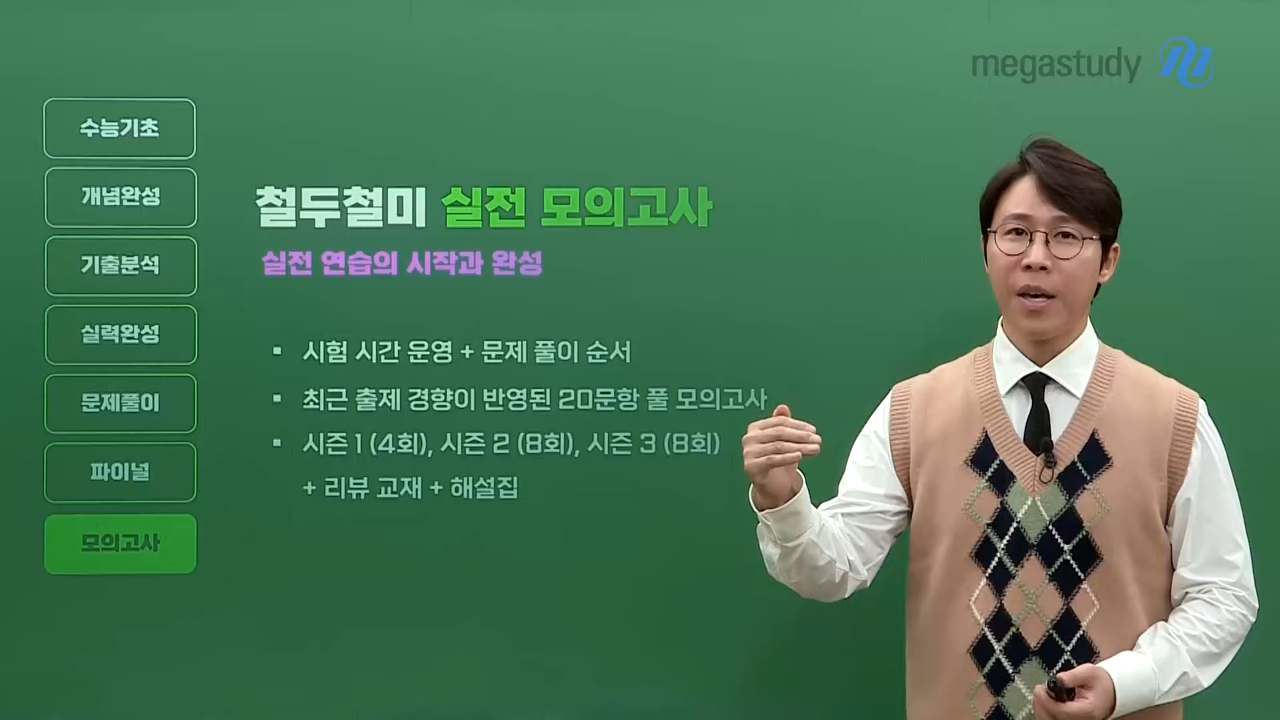 megastudy
수능기초
개념완성
기출분석
실력완성
문제풀이
파이널
모의고사
철두철미 실전 모의고사
실전 연습의 시작과 완성
▪ 시험 시간 운영 + 문제 풀이 순서
▪ 최근 출제 경향이 반영된 20문항 풀 모의고사
▪ 시즌 1 (4회), 시즌 2 (8회), 시즌 3 (8회)
+ 리뷰 교재 + 해설집